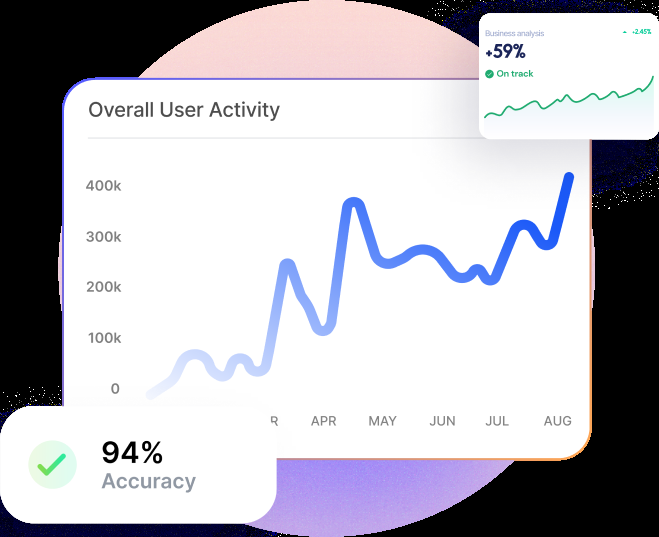 Business analysis
+2.45%
+59%
On track
Overall User Activity
400k
300k
200k
100k
0
R APR MAY JUN JUL AUG
94%
Accuracy